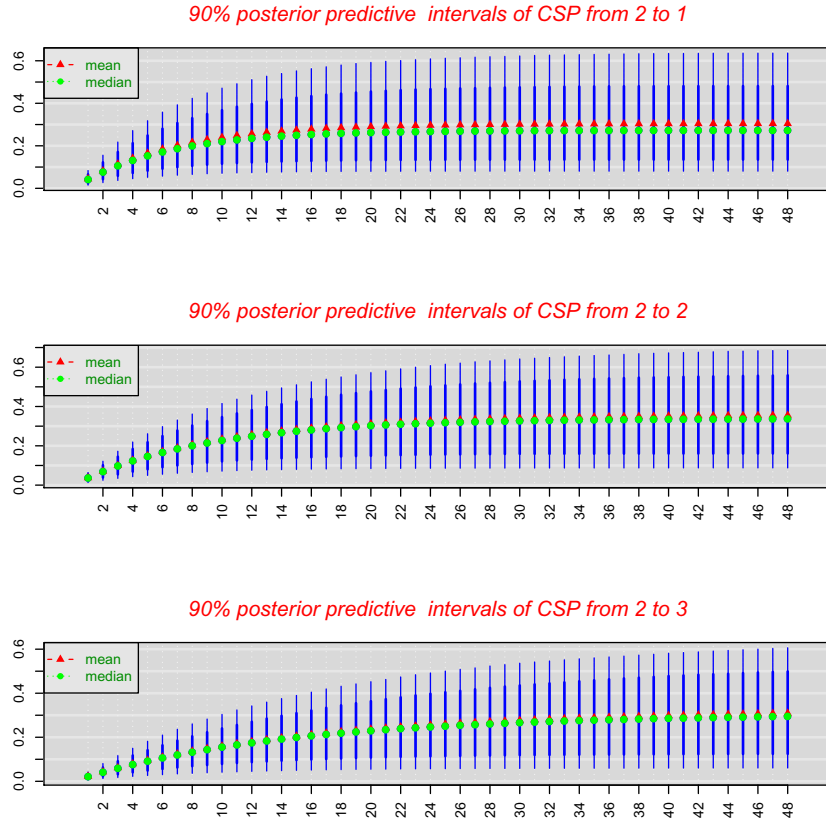 90% posterior predictive intervals of CSP from 2 to 1
0.0 0.2 0.4 0.6
mean
median
2 4 6 8 10 12 14 16 18 20 22 24 26 28 30 32 34 36 38 40 42 44 46 48
90% posterior predictive  intervals of CSP from 2 to 2
0.0 0.2 0.4 0.6
mean
median
2 4 6 8 10 12 14 16 18 20 22 24 26 28 30 32 34 36 38 40 42 44 46 48
90% posterior predictive  intervals of CSP from 2 to 3
0.0 0.2 0.4 0.6
mean
median
2 4 6 8 10 12 14 16 18 20 22 24 26 28 30 32 34 36 38 40 42 44 46 48